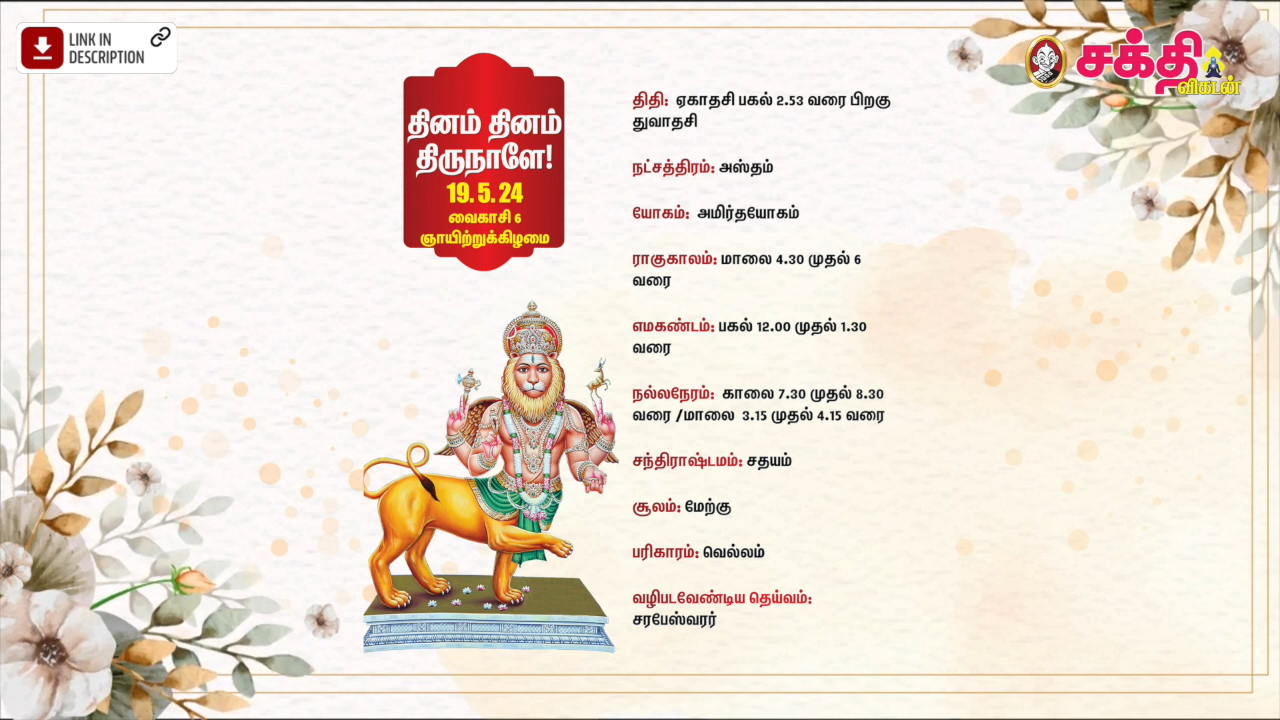 LINK IN
DESCRIPTION
சக்தி
விகடன்
தினம் தினம்
திருநாளே!
19. 5. 24
வைகாசி 6
ஞாயிற்றுக்கிழமை
திதி: ஏகாதசி பகல் 2.53 வரை பிறகு
துவாதசி
நட்சத்திரம்: அஸ்தம்
யோகம்: அமிர்தயோகம்
ராகுகாலம்: மாலை 4.30 முதல் 6
வரை
எமகண்டம்: பகல் 12.00 முதல் 1.30
வரை
நல்லநேரம்: காலை 7.30 முதல் 8.30
வரை /மாலை 3.15 முதல் 4.15 வரை
சந்திராஷ்டமம்: சதயம்
சூலம்: மேற்கு
பரிகாரம்: வெல்லம்
வழிபடவேண்டிய தெய்வம்:
சரபேஸ்வரர்